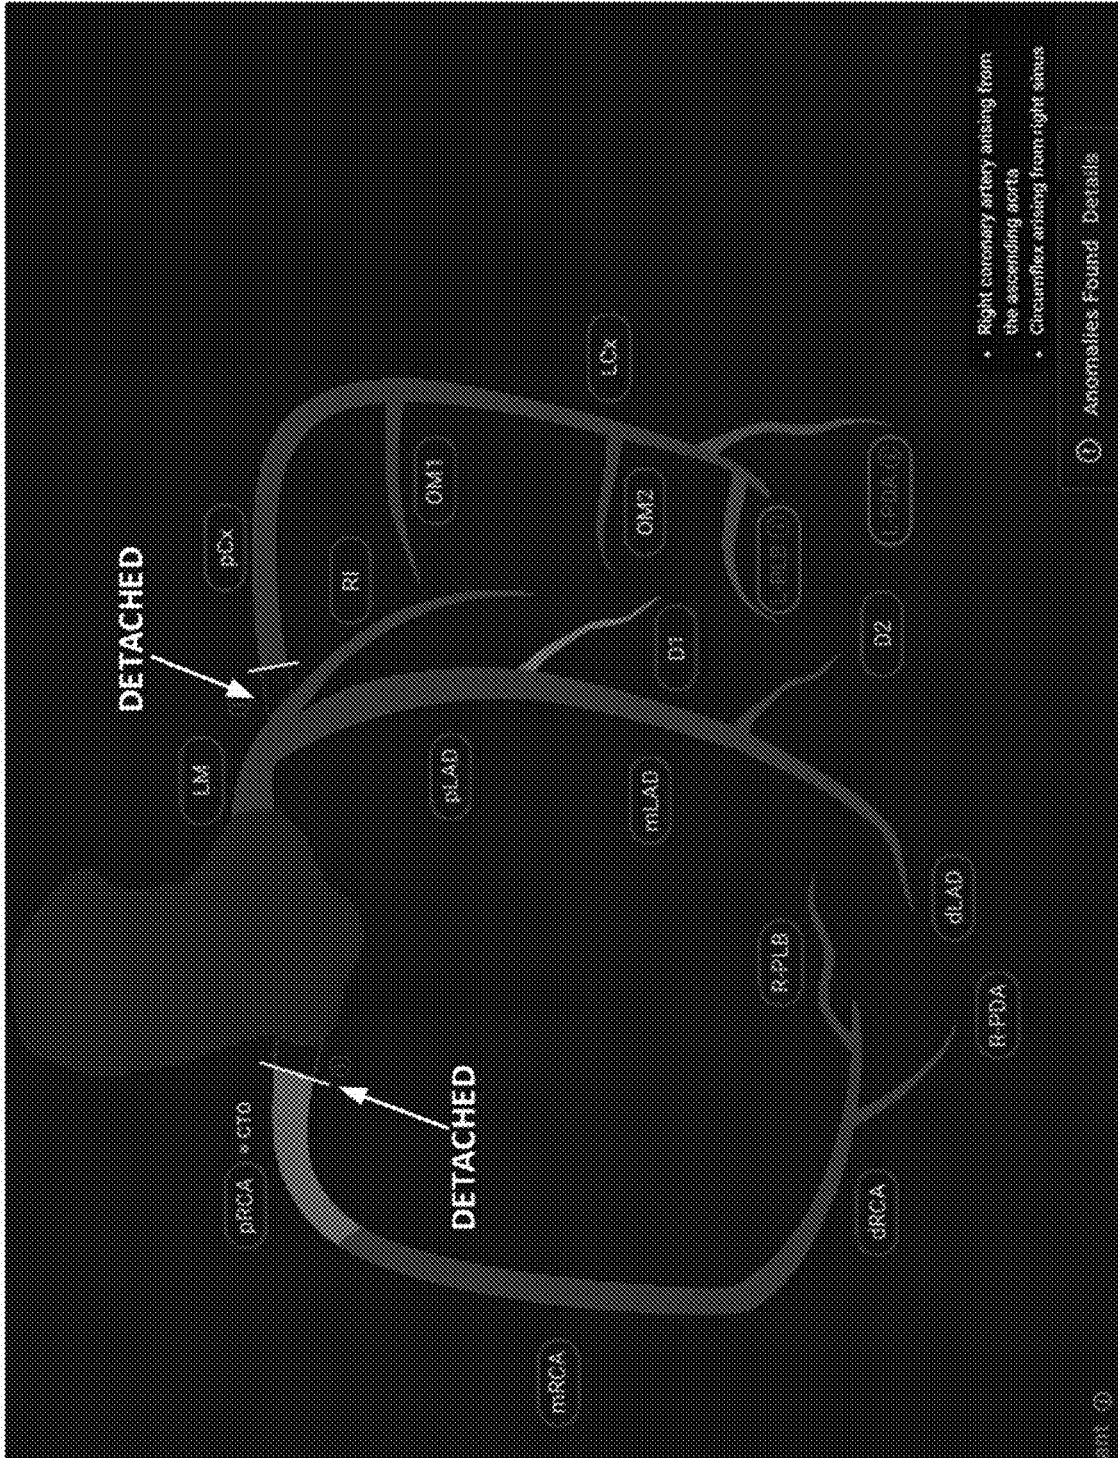 DETACHED
LM
pCx
RI
OM1
LCx
OM2
pLAD
mLAD
D1
D2
dLAD
pRCA
• CTO
DETACHED
mRCA
dRCA
R-PLB
R-PDA
• Right coronary artery arising from
the ascending aorta
• Circumflex arising from right sinus
Anomalies Found Details